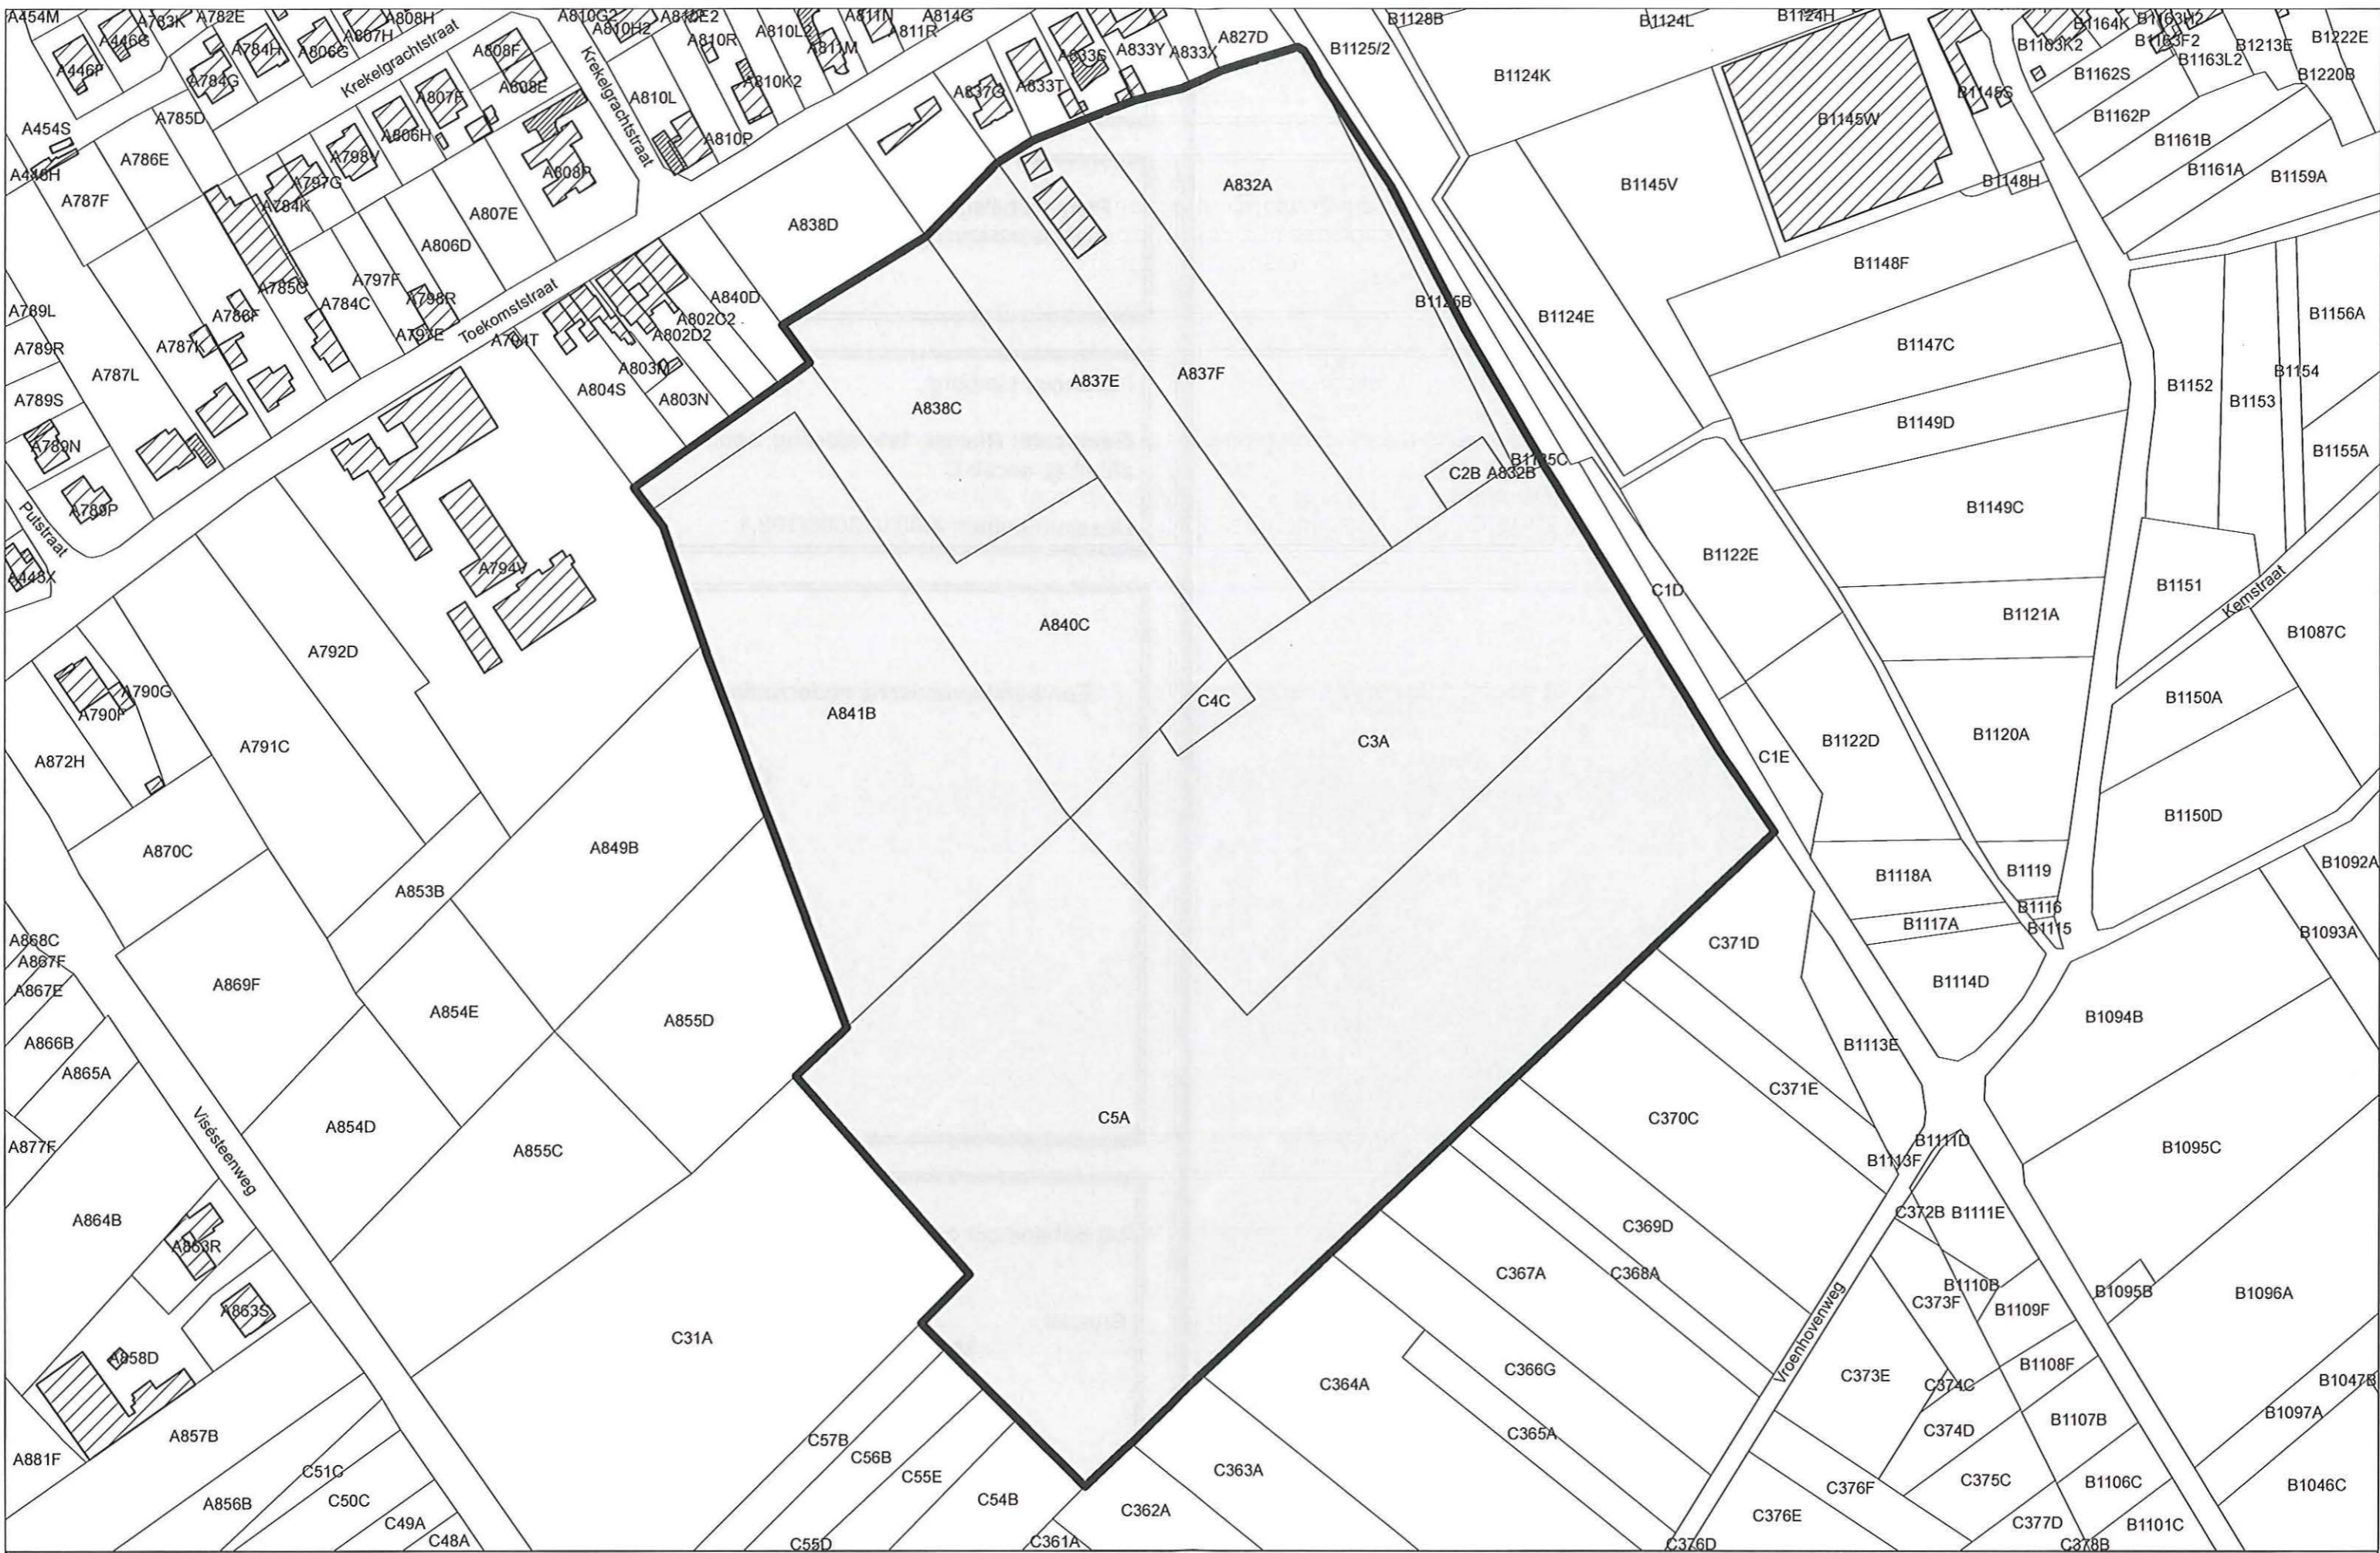 A454M
A783K
A782E
A808H
A810G2
A810E2
A811N
A814G
B1128B
B1124L
B1124H
B1164K
B1163H2
A446G
A807H
A810H2
A810R
A810L2
A811R
A827D
B1163K2
B1163F2
B1213E
B1222E
A446P
A784H
A806G
Krekelgrachtstraat
A808F
A811M
A833S
A833Y
A833X
B1125/2
B1163L2
A784G
A808E
A810K2
A837G
A833T
B1124K
B1145S
B1162S
B1220B
A785D
A807F
A810L
Krekelgrachtstraat
B1145W
B1162P
A454S
A806H
A810P
B1161B
A786E
A798V
B1161A
A446H
A797G
A808P
A832A
B1145V
B1148H
B1159A
A787F
A784K
A807E
A838D
A806D
B1148F
A797F
A789L
A785C
A784C
A798R
Toekomststraat
A840D
B1126B
B1124E
B1156A
A786F
A802C2
A789R
A787K
A797E
A794T
A802D2
B1147C
A787L
A803M
A837E
A837F
B1152
B1154
A789S
A804S
A803N
A838C
B1153
B1149D
A789N
B1135C
C2B
A832B
B1155A
A789P
B1149C
Pulstraat
A445X
A794V
B1122E
C1D
B1151
Kemstraat
A840C
B1121A
B1087C
A792D
A790G
A790F
A841B
C4C
B1150A
A872H
A791C
C3A
C1E
B1122D
B1120A
A870C
A849B
B1150D
A853B
B1118A
B1119
B1092A
B1116
B1117A
B1115
A868C
A867F
C371D
B1093A
A867E
A869F
A854E
A855D
B1114D
A866B
B1094B
A865A
B1113E
C371E
A877F
A854D
A855C
C5A
C370C
B1111D
B1113F
B1095C
Viséésteenweg
A864B
C372B
B1111E
C369D
A863R
C367A
C368A
B1110B
B1095B
B1096A
A863S
C373F
B1109F
C31A
Vroenhovenweg
A858D
C364A
C366G
C373E
C374C
B1108F
B1047B
A857B
C57B
C365A
C374D
B1107B
B1097A
A881F
C56B
C51C
C55E
C363A
C375C
B1106C
B1046C
A856B
C50C
C54B
C362A
C376F
C49A
C376E
C377D
B1101C
C48A
C55D
C361A
C376D
C378B